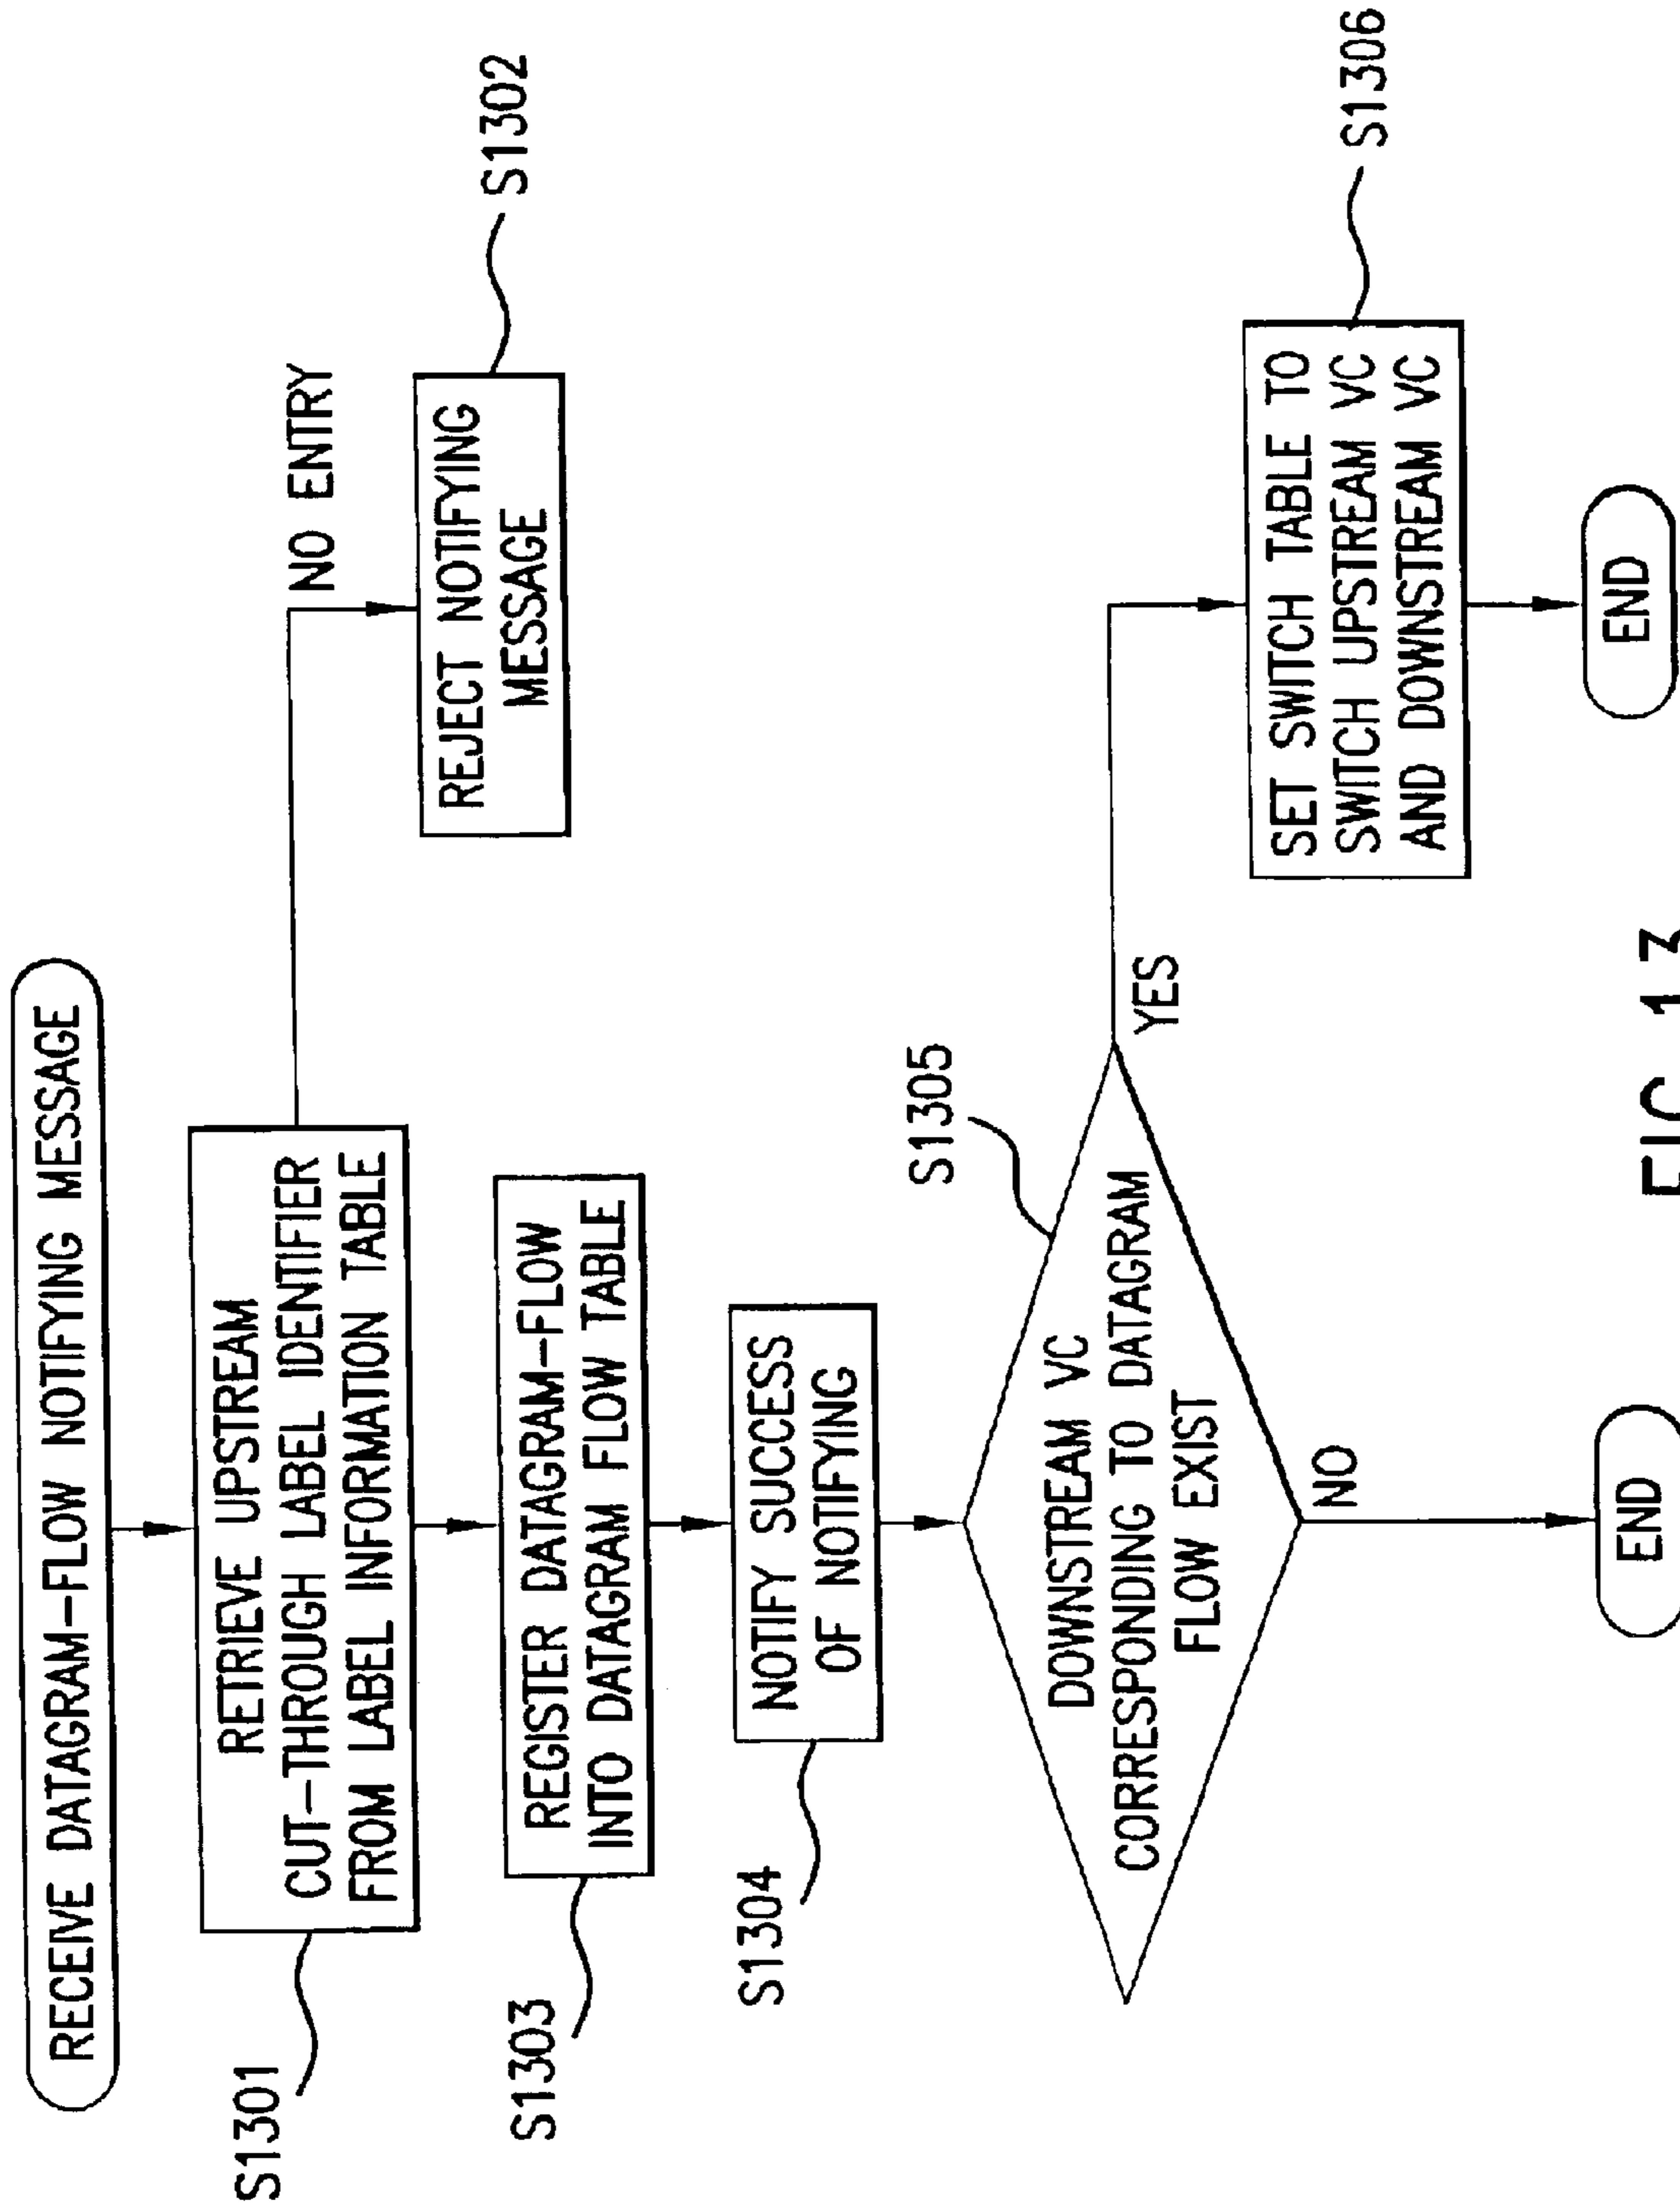 RECEIVE DATAGRAM-FLOW NOTIFYING MESSAGE
S1301
RETRIEVE UPSTREAM
CUT-THROUGH LABEL IDENTIFIER
FROM LABEL INFORMATION TABLE
NO ENTRY
REJECT NOTIFYING
MESSAGE
S1302
S1303
REGISTER DATAGRAM-FLOW
INTO DATAGRAM FLOW TABLE
S1304
NOTIFY SUCCESS
OF NOTIFYING
S1305
DOWNSTREAM VC
CORRESPONDING TO DATAGRAM
FLOW EXIST
YES
NO
SET SWITCH TABLE TO
SWITCH UPSTREAM VC
AND DOWNSTREAM VC
S1306
END
END
FIG.13